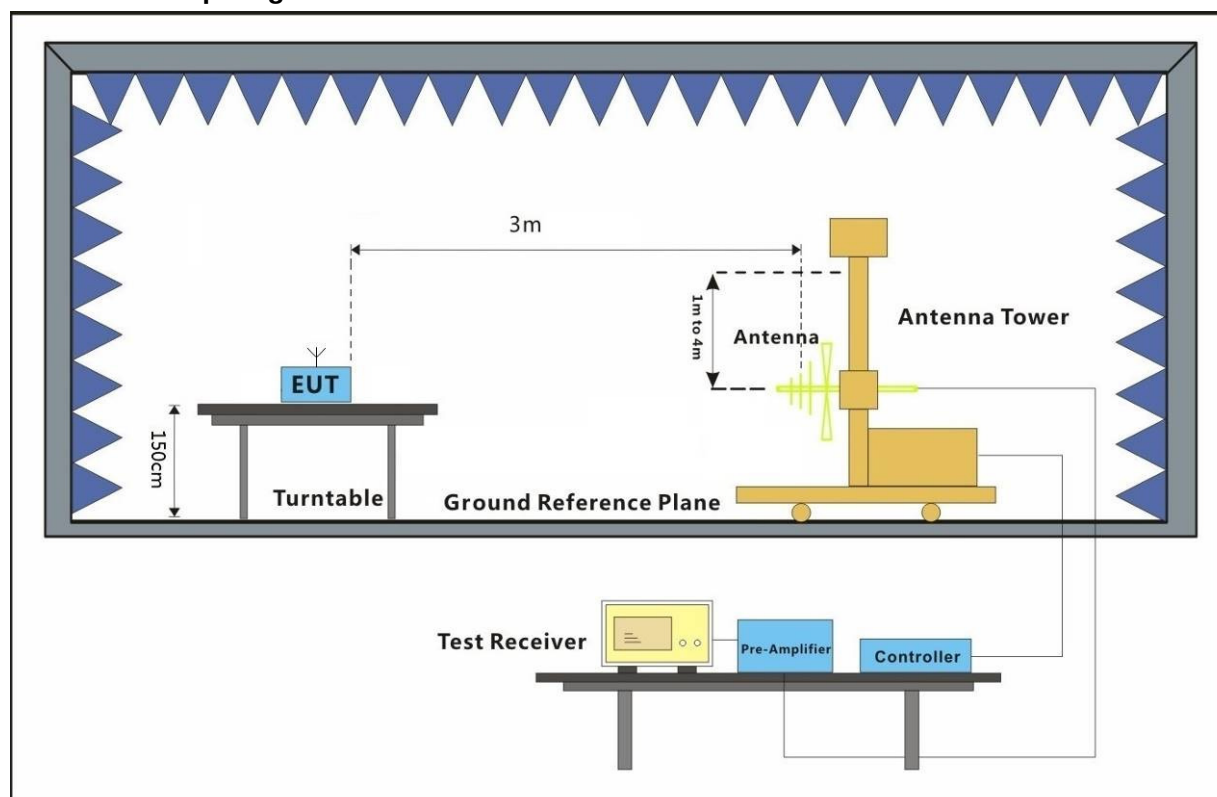 3m
1m to 4m
Antenna
Antenna Tower
EUT
150cm
Turntable
Ground Reference Plane
Test Receiver
Pre-Amplifier
Controller